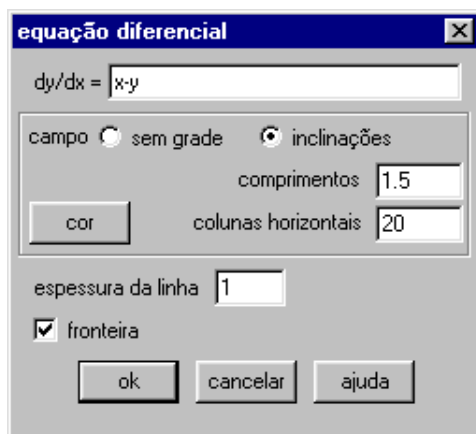 equação diferencial
dy/dx = x-y
campo sem grade inclinações
comprimentos 1.5
cor colunas horizontais 20
espessura da linha 1
fronteira
ok cancelar ajuda